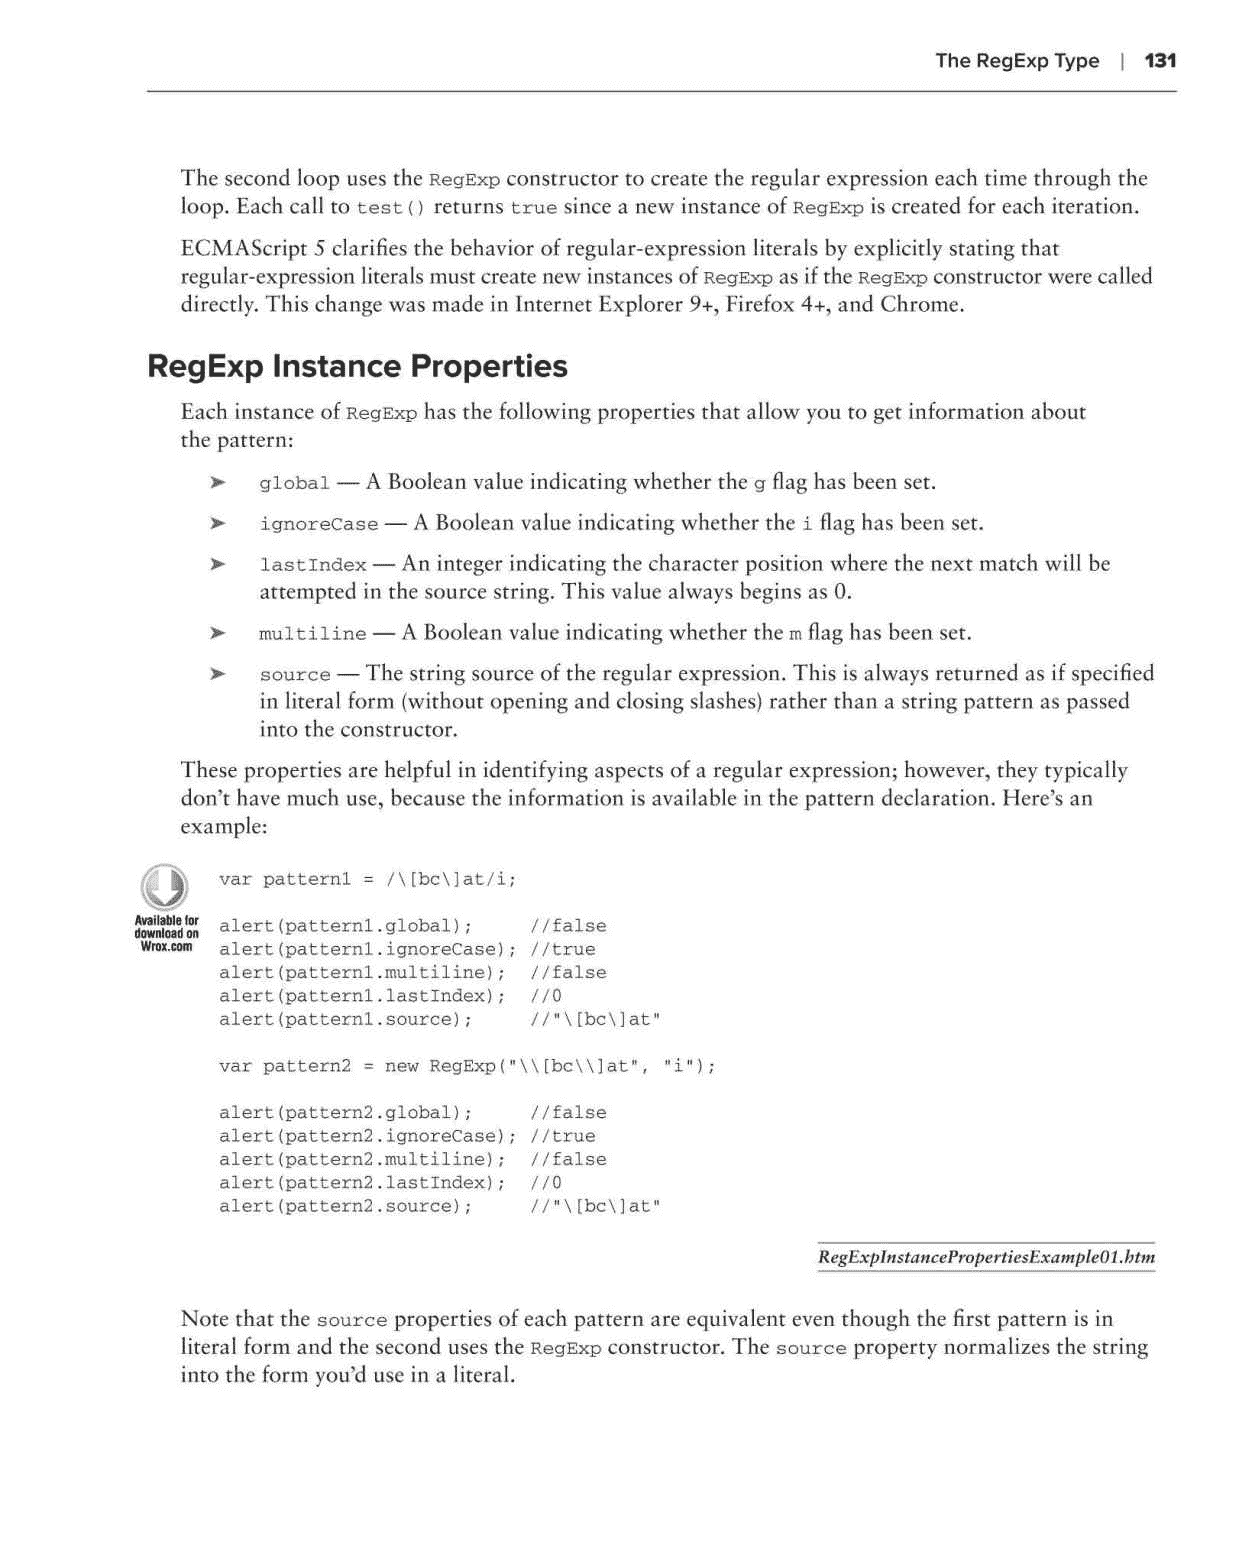 The RegExp Type | 131
The second loop uses the RegExp constructor to create the regular expression each time through the
loop. Each call to test() returns true since a new instance of RegExp is created for each iteration.
ECMAScript 5 clarifies the behavior of regular-expression literals by explicitly stating that
regular-expression literals must create new instances of RegExp as if the RegExp constructor were called
directly. This change was made in Internet Explorer 9+, Firefox 4+, and Chrome.
RegExp Instance Properties
Each instance of RegExp has the following properties that allow you to get information about
the pattern:
➤ global — A Boolean value indicating whether the g flag has been set.
➤ ignoreCase — A Boolean value indicating whether the i flag has been set.
➤ lastIndex — An integer indicating the character position where the next match will be
attempted in the source string. This value always begins as 0.
➤ multiline — A Boolean value indicating whether the m flag has been set.
➤ source — The string source of the regular expression. This is always returned as if specified
in literal form (without opening and closing slashes) rather than a string pattern as passed
into the constructor.
These properties are helpful in identifying aspects of a regular expression; however, they typically
don't have much use, because the information is available in the pattern declaration. Here's an
example:
Available for
download on
Wrox.com
var pattern1 = /\[bc\]at/i;
alert(pattern1.global); //false
alert(pattern1.ignoreCase); //true
alert(pattern1.multiline); //false
alert(pattern1.lastIndex); //0
alert(pattern1.source); //"\[bc\]at"
var pattern2 = new RegExp("\\[bc\\]at", "i");
alert(pattern2.global); //false
alert(pattern2.ignoreCase); //true
alert(pattern2.multiline); //false
alert(pattern2.lastIndex); //0
alert(pattern2.source); //"\[bc\]at"
RegExpInstancePropertiesExample01.htm
Note that the source properties of each pattern are equivalent even though the first pattern is in
literal form and the second uses the RegExp constructor. The source property normalizes the string
into the form you'd use in a literal.